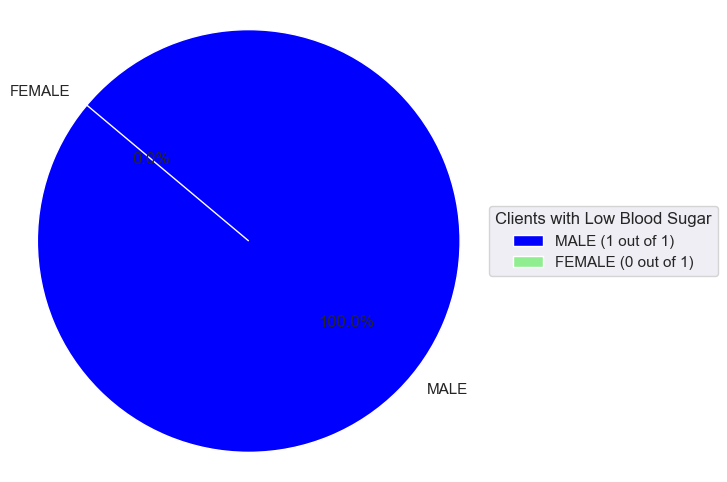 FEMALE
0.0%
100.0%
MALE
Clients with Low Blood Sugar
MALE (1 out of 1)
FEMALE (0 out of 1)